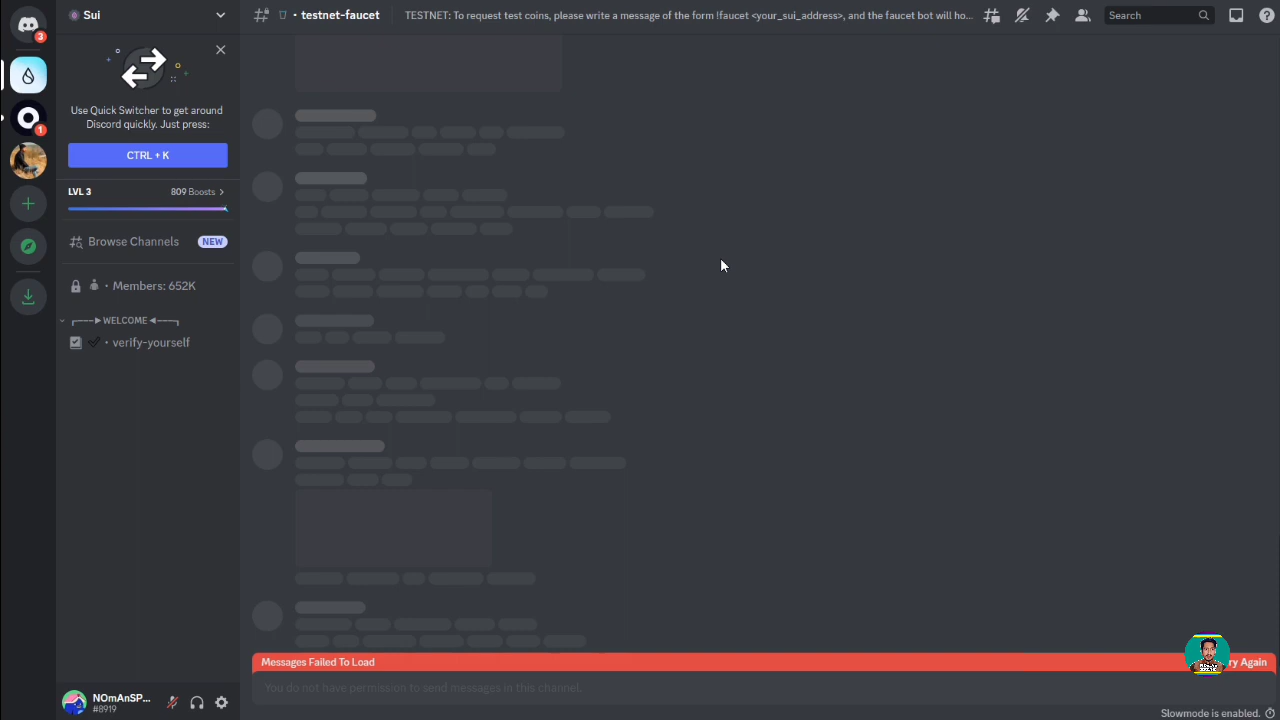 3
Sui
• testnet-faucet
TESTNET: To request test coins, please write a message of the form !faucet <your_sui_address>, and the faucet bot will ho...
Search
Use Quick Switcher to get around
Discord quickly. Just press:
CTRL + K
1
LVL 3
809 Boosts
Browse Channels
NEW
• Members: 652K
WELCOME
• verify-yourself
Messages Failed To Load
ry Again
You do not have permission to send messages in this channel.
NOmAnSP...
#8919
Slowmode is enabled.